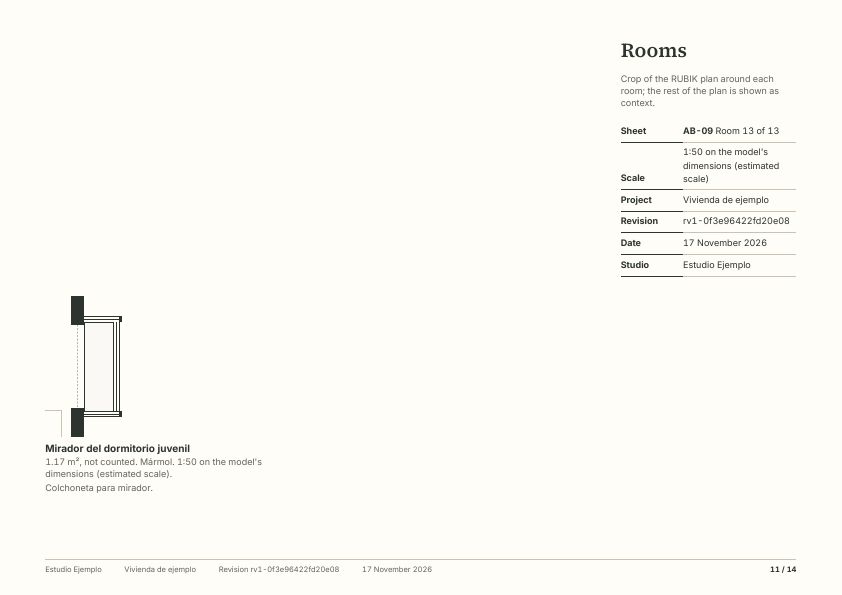 Rooms
Crop of the RUBIK plan around each
room; the rest of the plan is shown as
context.
Sheet AB-09 Room 13 of 13
Scale 1:50 on the model's
dimensions (estimated
scale)
Project Vivienda de ejemplo
Revision rv1-0f3e96422fd20e08
Date 17 November 2026
Studio Estudio Ejemplo
Mirador del dormitorio juvenil
1.17 m², not counted. Mármol. 1:50 on the model's
dimensions (estimated scale).
Colchoneta para mirador.
Estudio Ejemplo Vivienda de ejemplo Revision rv1-0f3e96422fd20e08 17 November 2026 11 / 14